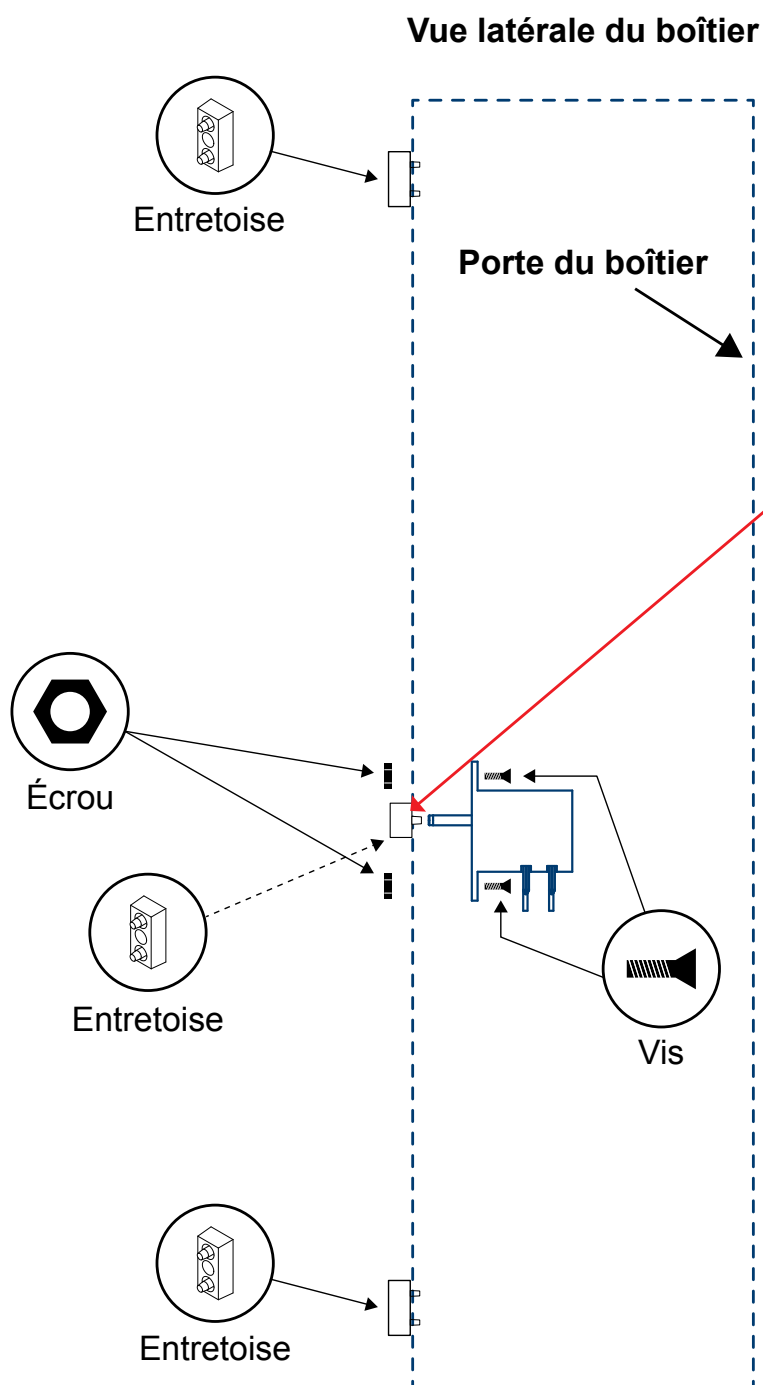 Vue latérale du boîtier
Entretoise
Porte du boîtier
Écrou
Entretoise
Vis
Entretoise